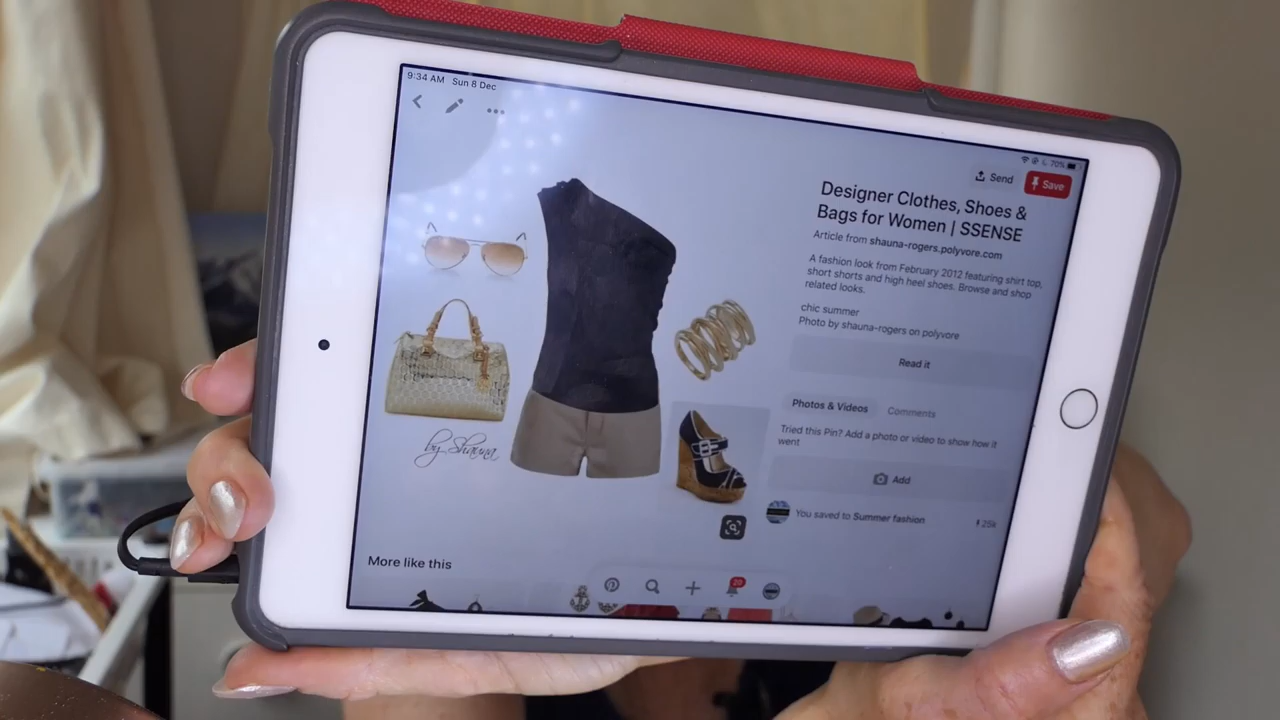 9:34 AM Sun 8 Dec
70%
Send
Save
Designer Clothes, Shoes &
Bags for Women | SSENSE
Article from shauna-rogers.polyvore.com
A fashion look from February 2012 featuring shirt top,
short shorts and high heel shoes. Browse and shop
related looks.
chic summer
Photo by shauna-rogers on polyvore
Read it
Photos & Videos Comments
Tried this Pin? Add a photo or video to show how it
went
Add
You saved to Summer fashion
25k
by Shauna
More like this